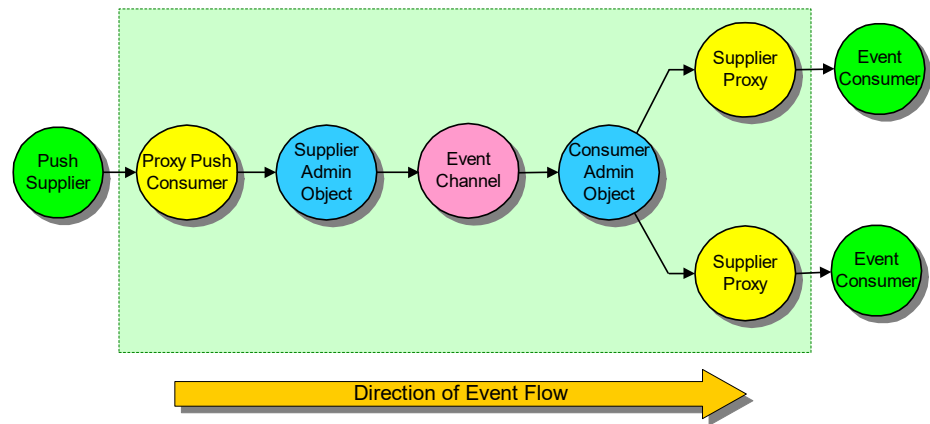 Push
Supplier
Proxy Push
Consumer
Supplier
Admin
Object
Event
Channel
Consumer
Admin
Object
Supplier
Proxy
Event
Consumer
Supplier
Proxy
Event
Consumer
Direction of Event Flow